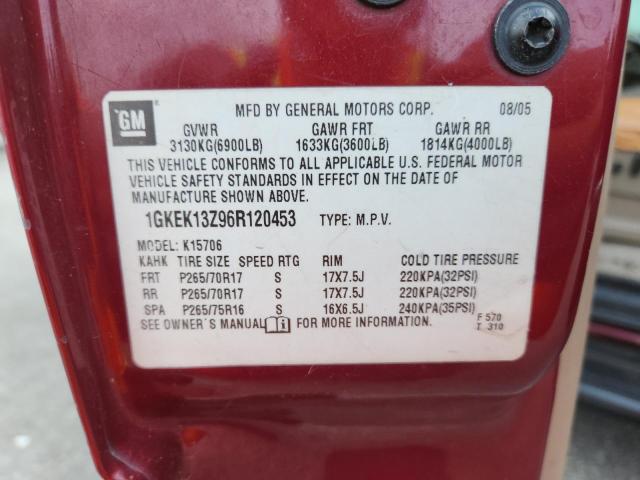 GM
MFD BY GENERAL MOTORS CORP. 08/05
GVWR GAWR FRT GAWR RR
3130KG(6900LB) 1633KG(3600LB) 1814KG(4000LB)
THIS VEHICLE CONFORMS TO ALL APPLICABLE U.S. FEDERAL MOTOR
VEHICLE SAFETY STANDARDS IN EFFECT ON THE DATE OF
MANUFACTURE SHOWN ABOVE.
1GKEK13Z96R120453 TYPE: M.P.V.
MODEL: K15706
KAHK TIRE SIZE SPEED RTG RIM COLD TIRE PRESSURE
FRT P265/70R17 S 17X7.5J 220KPA(32PSI)
RR P265/70R17 S 17X7.5J 220KPA(32PSI)
SPA P265/75R16 S 16X6.5J 240KPA(35PSI)
SEE OWNER'S MANUAL FOR MORE INFORMATION.
F 570
T 310